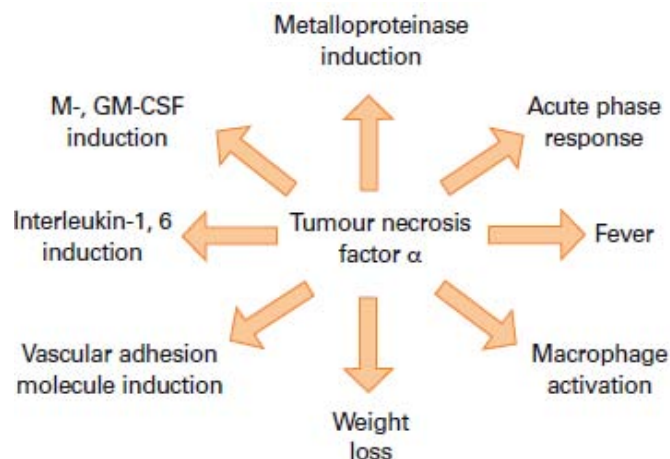 Metalloproteinase
induction
M-, GM-CSF
induction
Acute phase
response
Interleukin-1, 6
induction
Tumour necrosis
factor α
Fever
Vascular adhesion
molecule induction
Macrophage
activation
Weight
loss